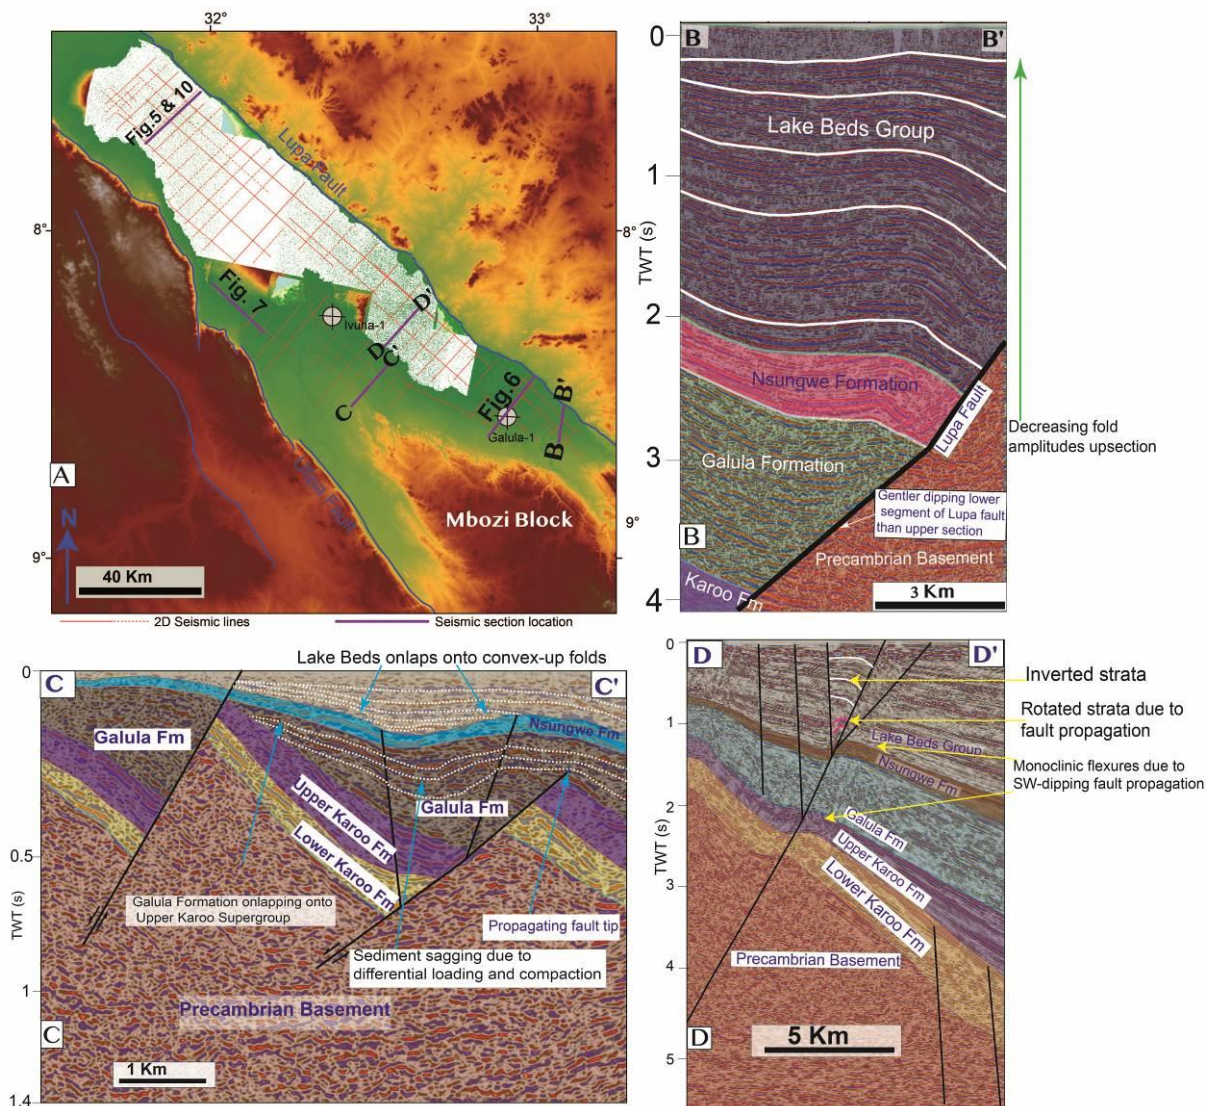 32°
33°
Fig.5 & 10
Lupa Fault
8°
8°
Fig. 7
Ivuna-1
D'
D
C'
C
Fig. 6
Galula-1
B'
B
A
N
Mbozi Block
9°
9°
40 Km
2D Seismic lines
Seismic section location
B
B'
0
1
2
3
4
TWT (s)
Lake Beds Group
Nsungwe Formation
Lupa Fault
Galula Formation
Gentler dipping lower
segment of Lupa fault
than upper section
Precambrian Basement
Karoo Fm
B
3 Km
Decreasing fold
amplitudes upsection
Lake Beds onlaps onto convex-up folds
C
C'
0
0.5
1
1.4
TWT (s)
Galula Fm
Nsungwe Fm
Upper Karoo Fm
Galula Fm
Lower Karoo Fm
Galula Formation onlapping onto
Upper Karoo Supergroup
Propagating fault tip
Sediment sagging due to
differential loading and compaction
Precambrian Basement
C
1 Km
D
D'
0
1
2
3
4
5
TWT (s)
Inverted strata
Rotated strata due to
fault propagation
Lake Beds Group
Nsungwe Fm
Monoclinic flexures due to
SW-dipping fault propagation
Galula Fm
Upper Karoo Fm
Lower Karoo Fm
Precambrian Basement
D
5 Km